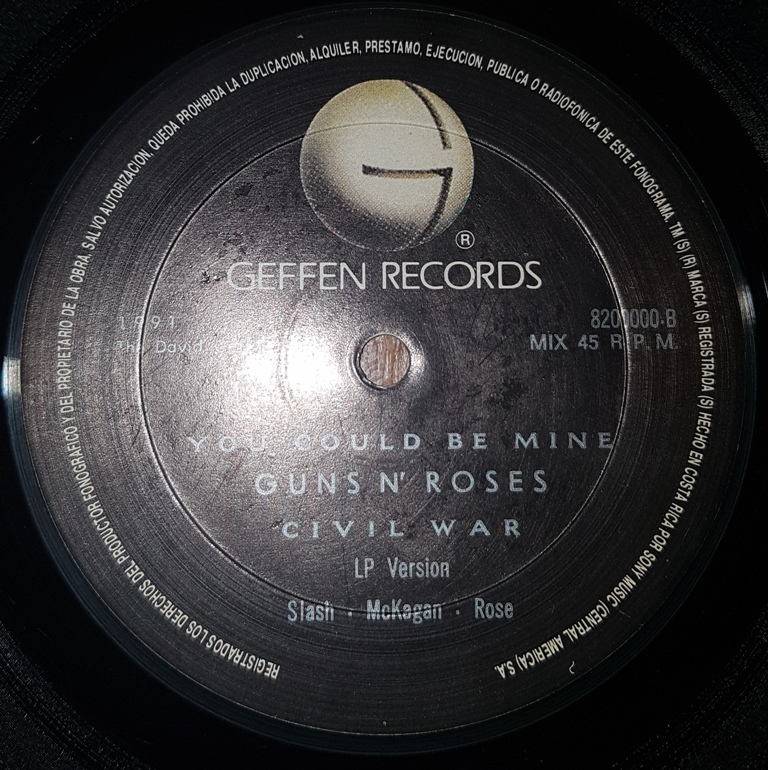 REGISTRADOS LOS DERECHOS DEL PRODUCTOR FONOGRAFICO Y DEL PROPIETARIO DE LA OBRA. SALVO AUTORIZACION, QUEDA PROHIBIDA LA DUPLICACION, ALQUILER, PRESTAMO, EJECUCION, PUBLICA O RADIOFONICA DE ESTE FONOGRAMA. TM (S) (R) MARCA (S) REGISTRADA (S) HECHO EN COSTA RICA POR SONY MUSIC (CENTRAL AMERICA) S.A.
G
®
GEFFEN RECORDS
1991
The David
8200000-B
MIX 45 R.P.M.
YOU COULD BE MINE
GUNS N' ROSES
CIVIL WAR
LP Version
Slash · McKagan · Rose